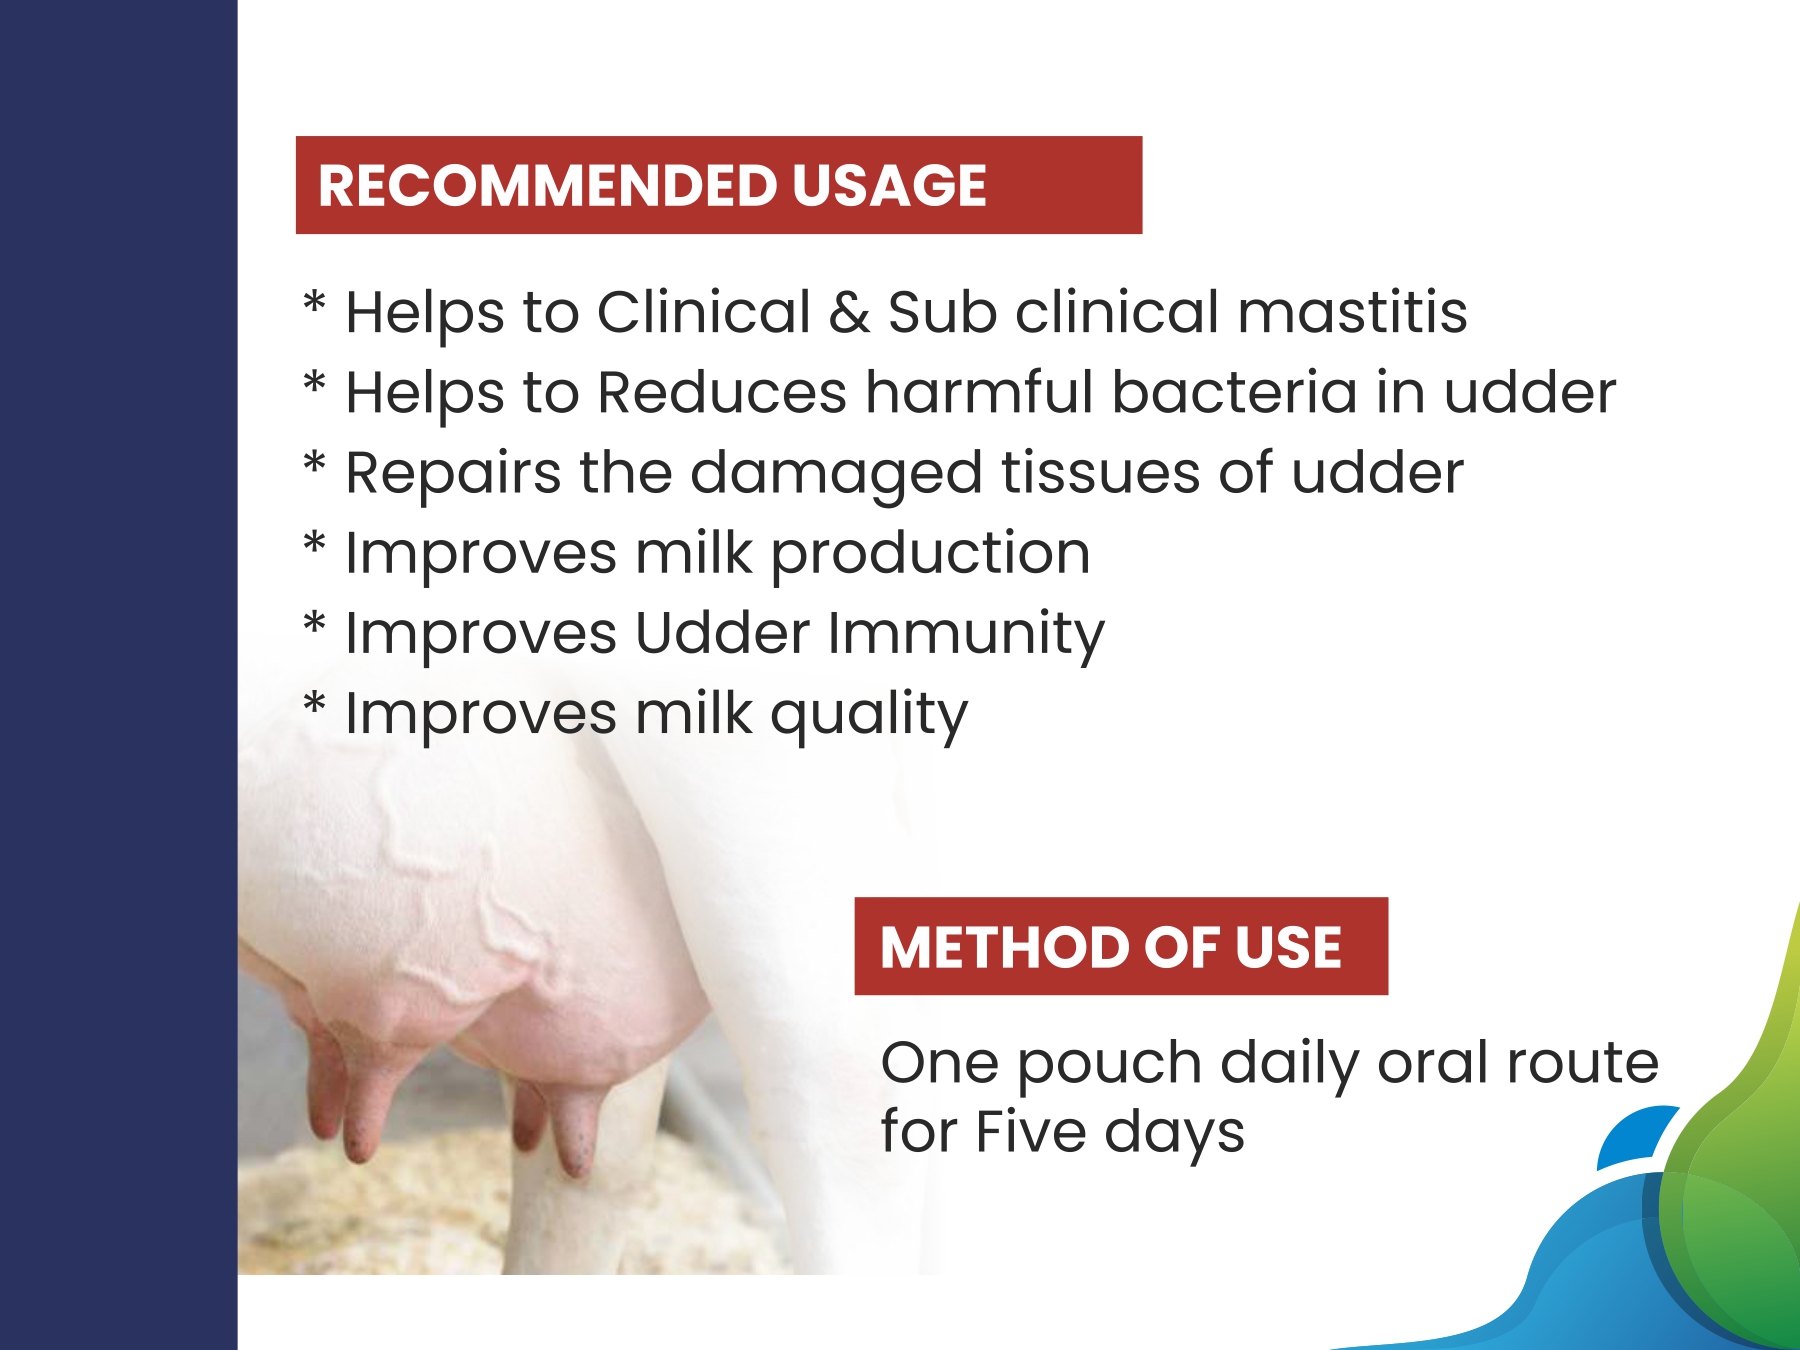 RECOMMENDED USAGE
* Helps to Clinical & Sub clinical mastitis
* Helps to Reduces harmful bacteria in udder
* Repairs the damaged tissues of udder
* Improves milk production
* Improves Udder Immunity
* Improves milk quality
METHOD OF USE
One pouch daily oral route
for Five days